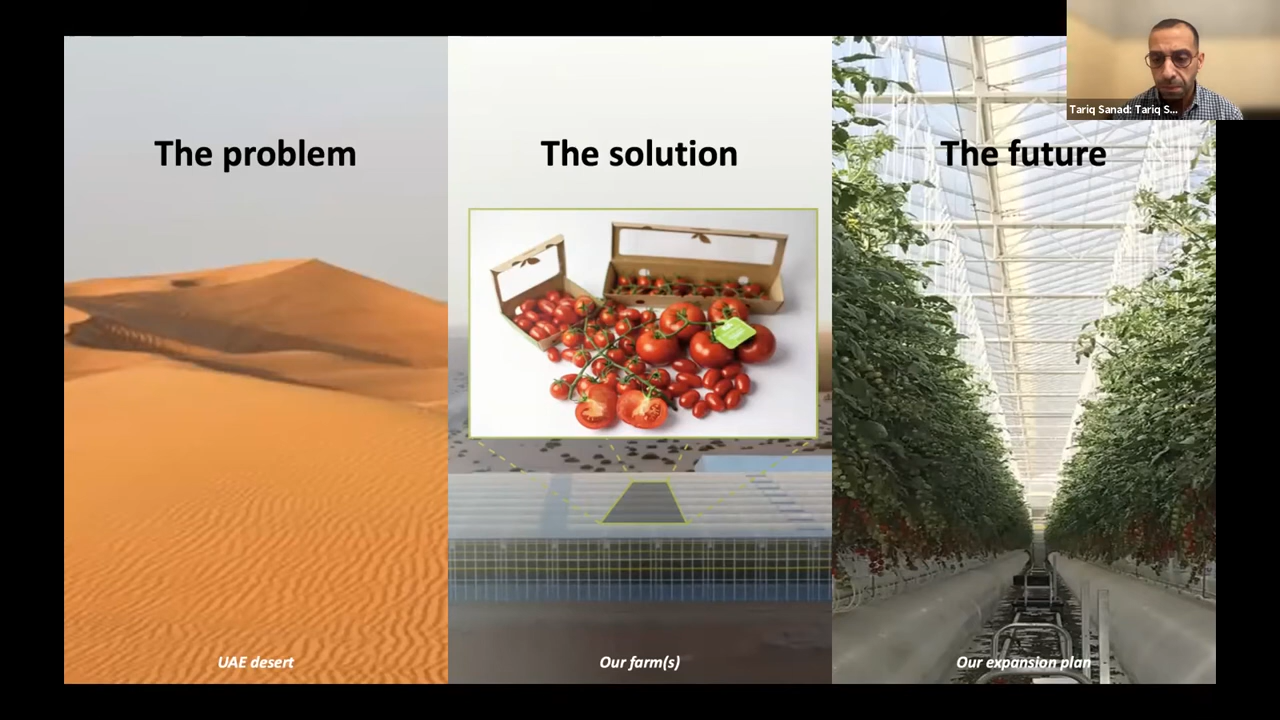 Tariq Sanad: Tariq S...
The problem
The solution
The future
UAE desert
Our farm(s)
Our expansion plan